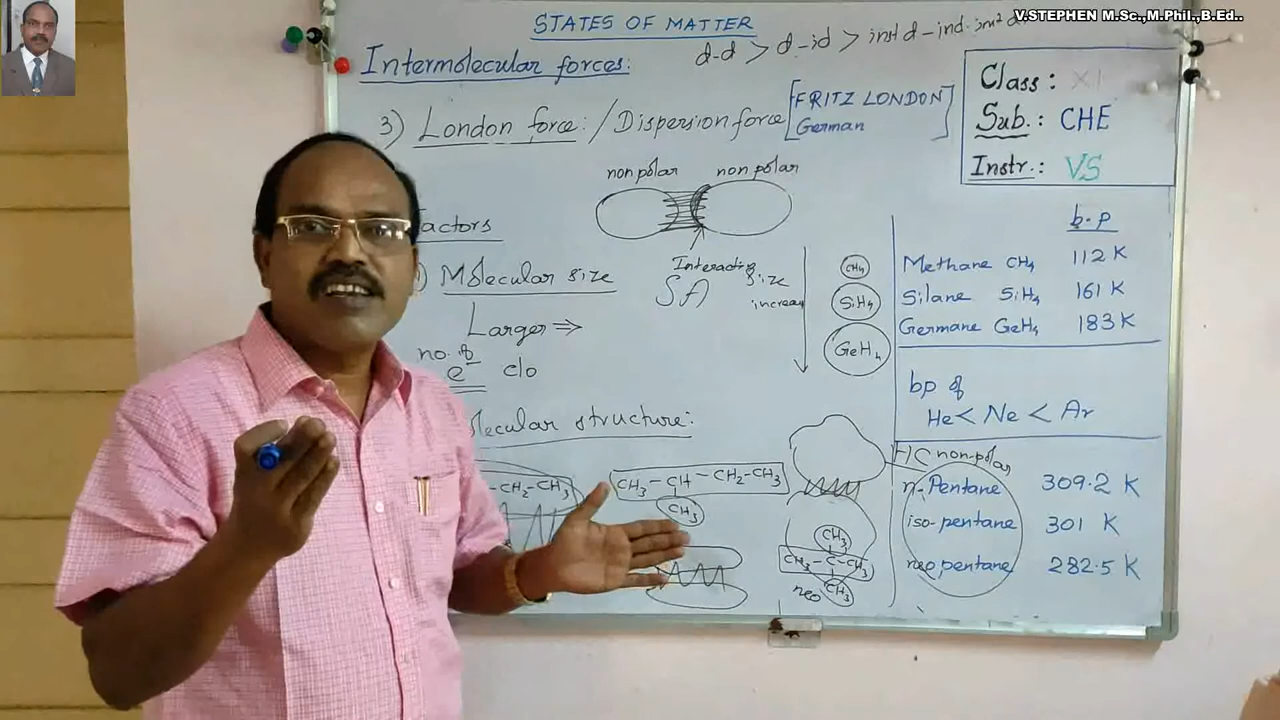 V.STEPHEN M.Sc.,M.Phil.,B.Ed..
STATES OF MATTER
Intermolecular forces:
d-d > d-id >
Class: XI
Sub.: CHE
Instr.: VS
3) London force: / Dispersion force
[FRITZ LONDON
German]
non polar non polar
actors
) Molecular size
Interacting
SA
size
increase
Larger ⇒
no. of
e⁻ clo
CH4
SiH4
GeH4
b.p
Methane CH4 112 K
Silane SiH4 161 K
Germane GeH4 183 K
bp of
He < Ne < Ar
lecular structure:
-CH2-CH3
CH3-CH-CH2-CH3
CH3
CH3
CH3-C-CH3
neo CH3
HC non-polar
n-Pentane 309.2 K
iso-pentane 301 K
neo pentane 282.5 K